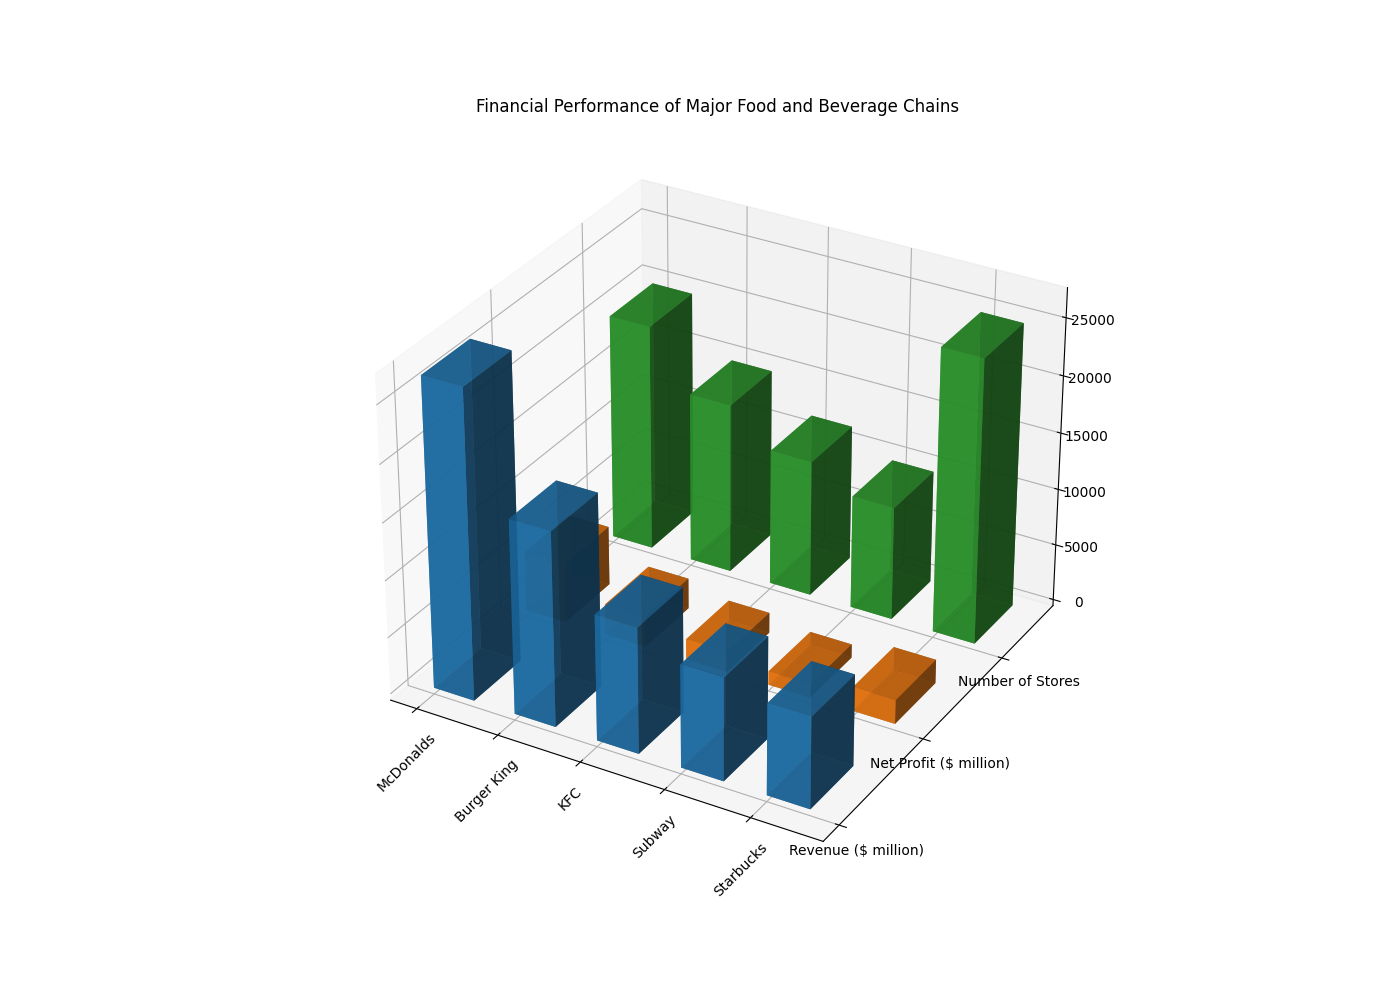 Financial Performance of Major Food and Beverage Chains
25000
20000
15000
10000
5000
0
Number of Stores
Net Profit ($ million)
Revenue ($ million)
McDonalds
Burger King
KFC
Subway
Starbucks